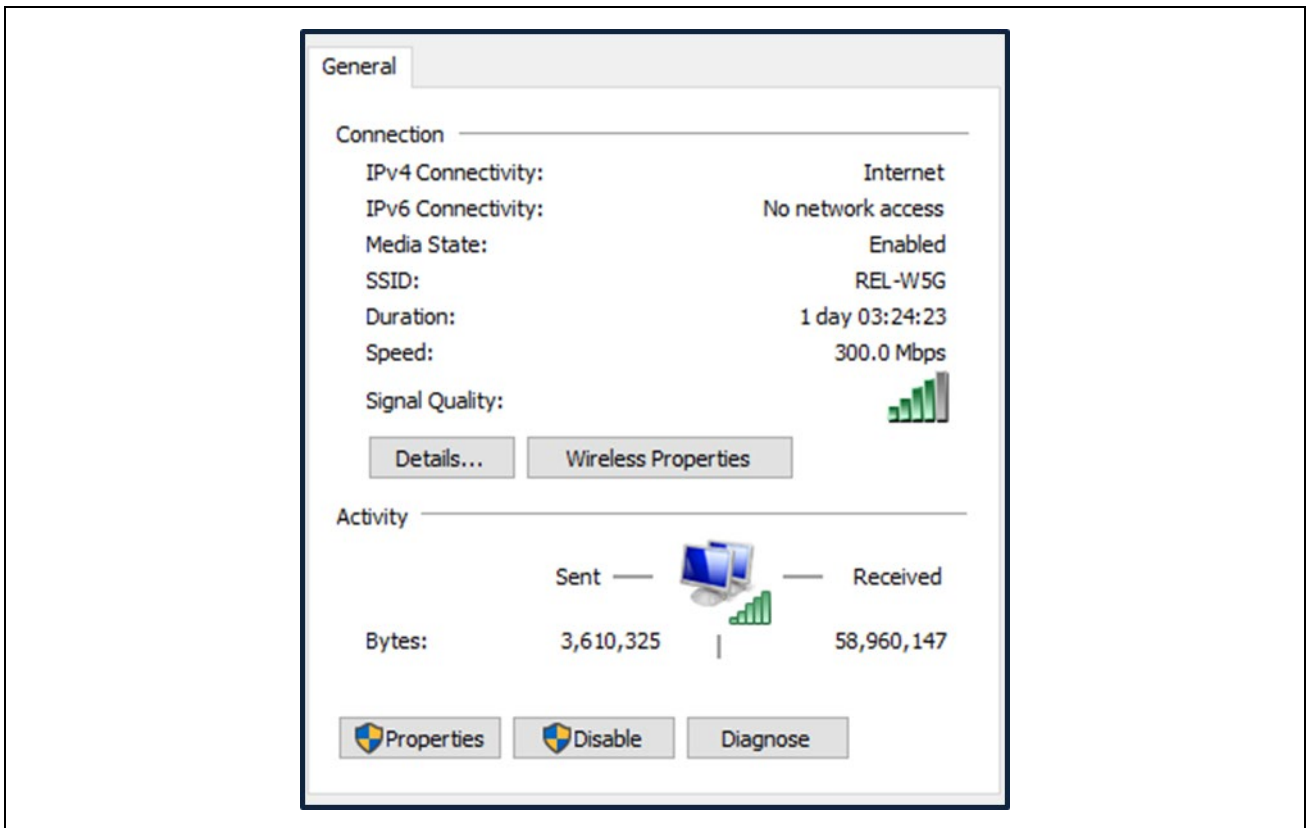 General
Connection
IPv4 Connectivity: Internet
IPv6 Connectivity: No network access
Media State: Enabled
SSID: REL-W5G
Duration: 1 day 03:24:23
Speed: 300.0 Mbps
Signal Quality:
Details... Wireless Properties
Activity
Sent Received
Bytes: 3,610,325 58,960,147
Properties Disable Diagnose